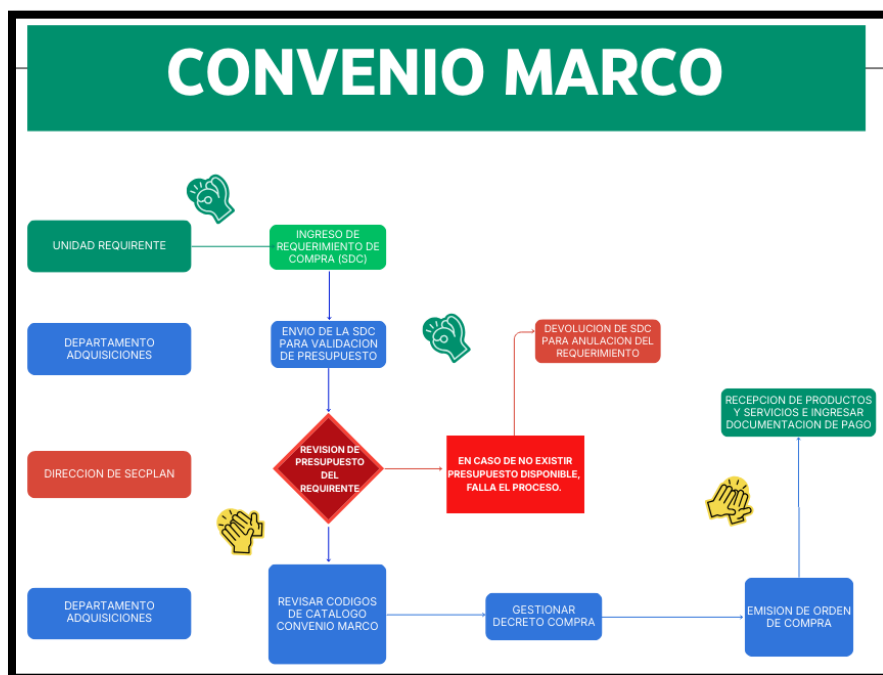 CONVENIO MARCO
UNIDAD REQUIRENTE
INGRESO DE
REQUERIMIENTO DE
COMPRA (SDC)
DEPARTAMENTO
ADQUISICIONES
ENVIO DE LA SDC
PARA VALIDACION
DE PRESUPUESTO
DEVOLUCION DE SDC
PARA ANULACION DEL
REQUERIMIENTO
RECEPCION DE PRODUCTOS
Y SERVICIOS E INGRESAR
DOCUMENTACION DE PAGO
DIRECCION DE SECPLAN
REVISION DE
PRESUPUESTO
DEL
REQUIRENTE
EN CASO DE NO EXISTIR
PRESUPUESTO DISPONIBLE,
FALLA EL PROCESO.
DEPARTAMENTO
ADQUISICIONES
REVISAR CODIGOS
DE CATALOGO
CONVENIO MARCO
GESTIONAR
DECRETO COMPRA
EMISION DE ORDEN
DE COMPRA